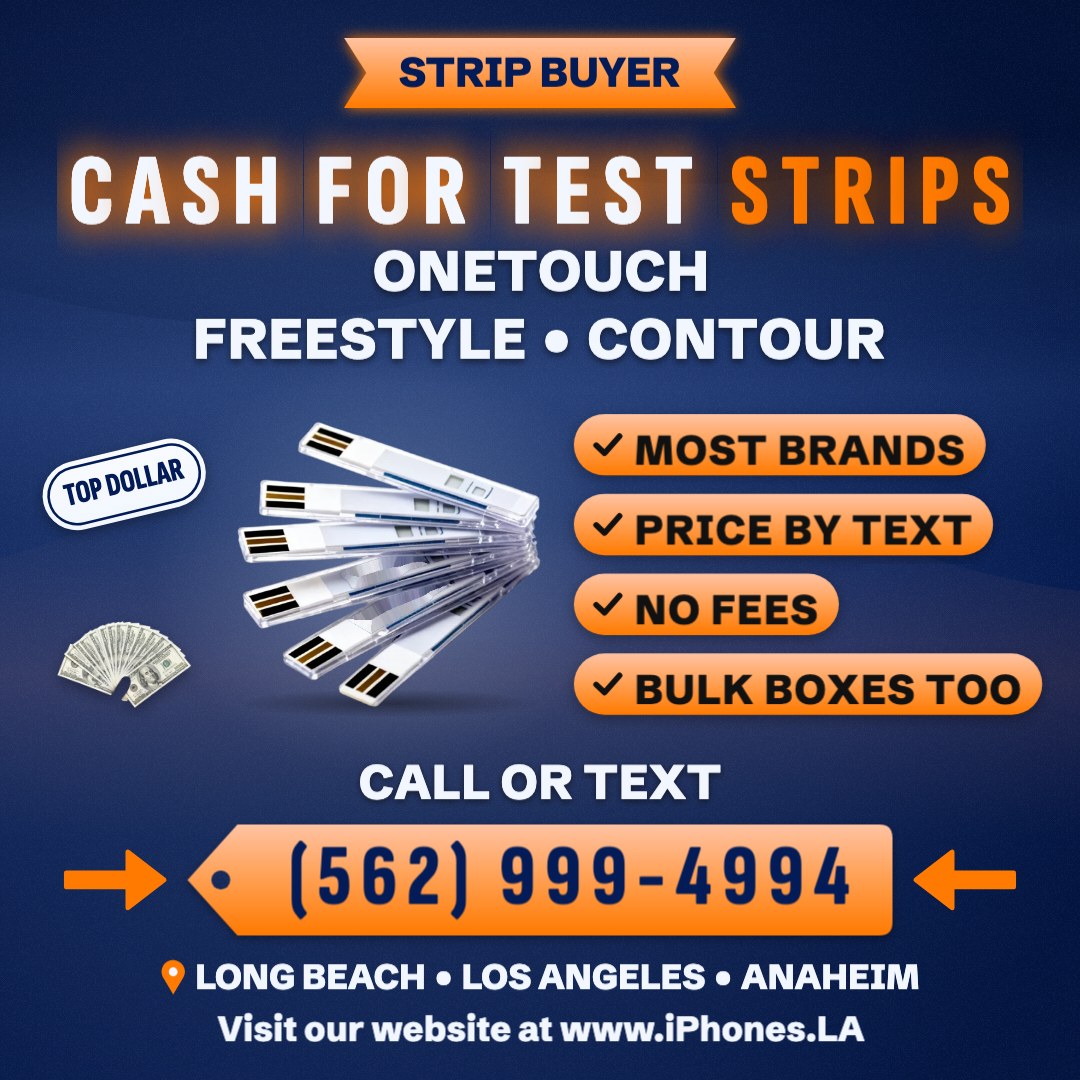 STRIP BUYER
CASH FOR TEST STRIPS
ONETOUCH
FREESTYLE • CONTOUR
TOP DOLLAR
✓ MOST BRANDS
✓ PRICE BY TEXT
✓ NO FEES
✓ BULK BOXES TOO
CALL OR TEXT
(562) 999-4994
LONG BEACH • LOS ANGELES • ANAHEIM
Visit our website at www.iPhones.LA